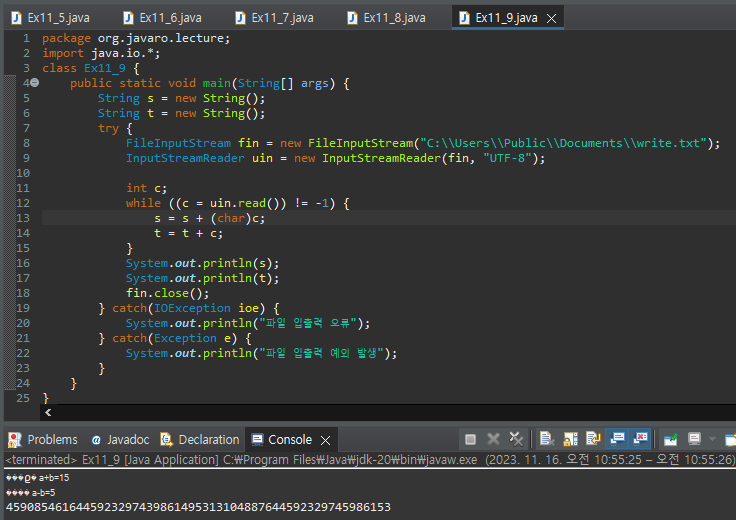 Ex11_5.java Ex11_6.java Ex11_7.java Ex11_8.java Ex11_9.java
1 package org.javaro.lecture;
2 import java.io.*;
3 class Ex11_9 {
4 public static void main(String[] args) {
5 String s = new String();
6 String t = new String();
7 try {
8 FileInputStream fin = new FileInputStream("C:\\Users\\Public\\Documents\\write.txt");
9 InputStreamReader uin = new InputStreamReader(fin, "UTF-8");
10
11 int c;
12 while ((c = uin.read()) != -1) {
13 s = s + (char)c;
14 t = t + c;
15 }
16 System.out.println(s);
17 System.out.println(t);
18 fin.close();
19 } catch(IOException ioe) {
20 System.out.println("파일 입출력 오류");
21 } catch(Exception e) {
22 System.out.println("파일 입출력 예외 발생");
23 }
24 }
25 }
Problems Javadoc Declaration Console
<terminated> Ex11_9 [Java Application] C:₩Program Files₩Java₩jdk-20₩bin₩javaw.exe (2023. 11. 16. 오전 10:55:25 – 오전 10:55:26)
���Ǫ� a+b=15
���� a-b=5
4590854616445923297439861495313104887644592329745986153